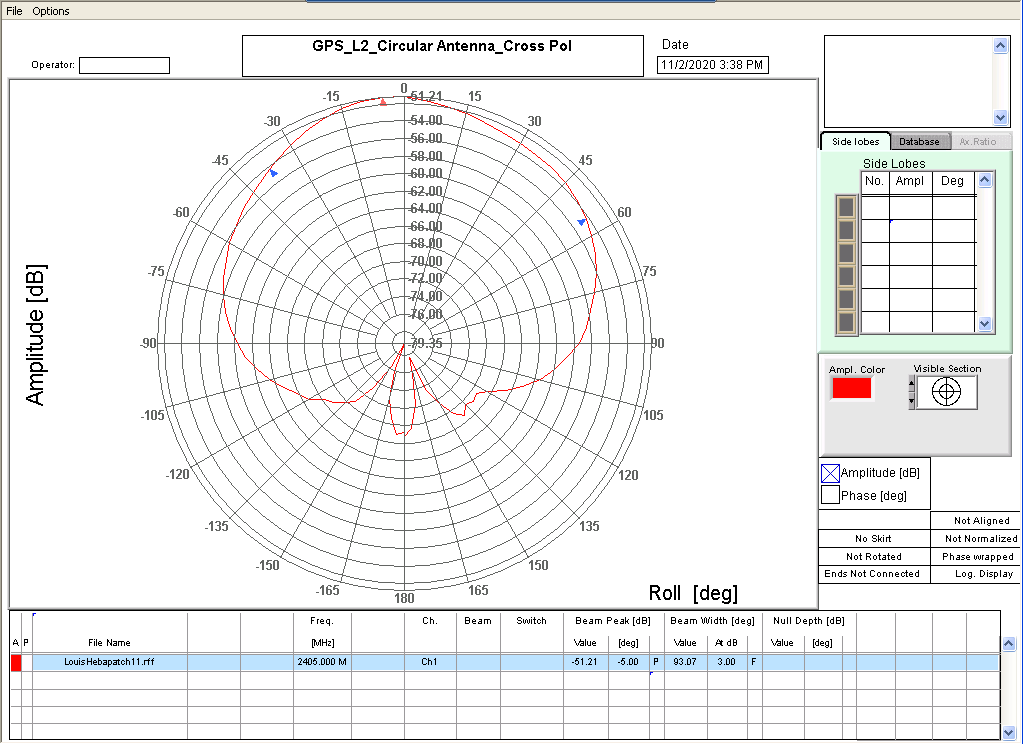 File Options
GPS_L2_Circular Antenna_Cross Pol
Date
Operator:
11/2/2020 3:38 PM
0
-15
-51.21
15
-30
30
-54.00
-56.00
-45
-58.00
45
-60.00
-62.00
-60
-64.00
60
-66.00
-68.00
-75
-70.00
75
-72.00
-74.00
-76.00
-90
-79.35
90
-105
105
-120
120
-135
135
-150
150
-165
165
180
Amplitude [dB]
Roll [deg]
Side lobes Database Ax.Ratio
Side Lobes
No. Ampl Deg
Ampl. Color Visible Section
Amplitude [dB]
Phase [deg]
Not Aligned
No Skirt Not Normalized
Not Rotated Phase wrapped
Ends Not Connected Log. Display
Freq. Ch. Beam Switch Beam Peak [dB] Beam Width [deg] Null Depth [dB]
A P File Name [MHz] Value [deg] Value At dB Value [deg]
LouisHebapatch11.rff 2405.000 M Ch1 -51.21 -5.00 P 93.07 3.00 F